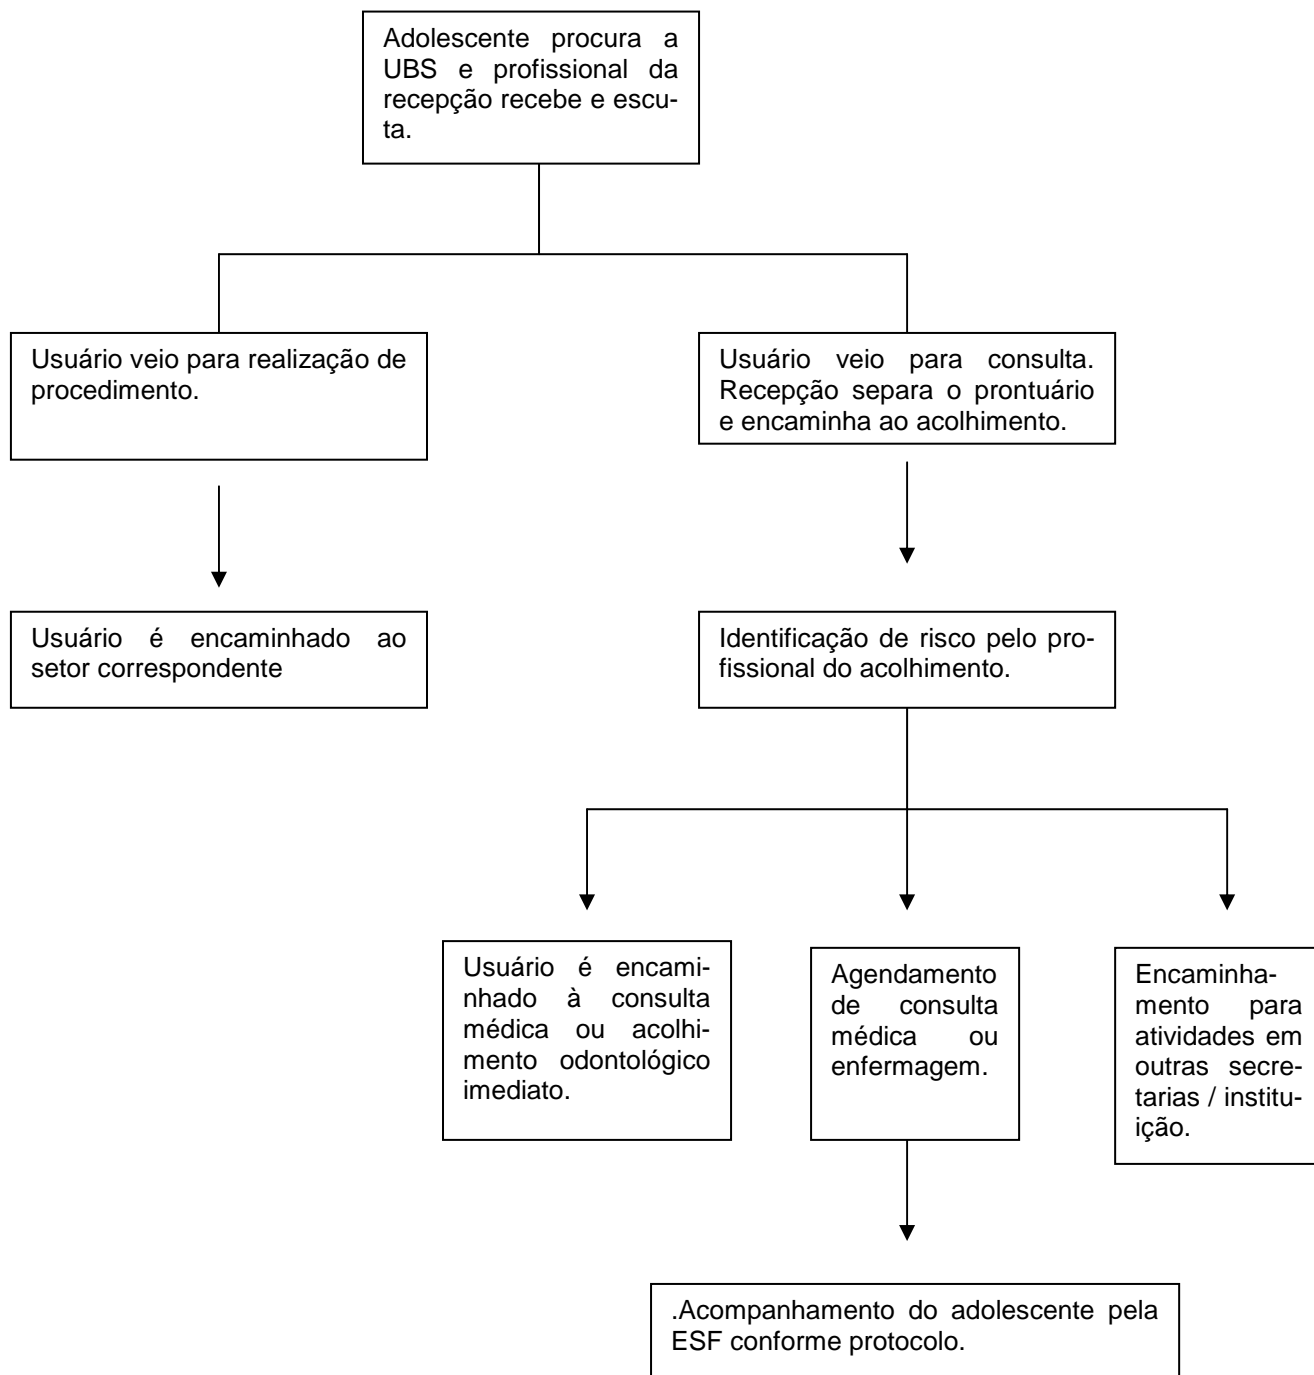 Adolescente procura a
UBS e profissional da
recepção recebe e escu-
ta.
Usuário veio para realização de
procedimento.
Usuário veio para consulta.
Recepção separa o prontuário
e encaminha ao acolhimento.
Usuário é encaminhado ao
setor correspondente
Identificação de risco pelo pro-
fissional do acolhimento.
Usuário é encami-
nhado à consulta
médica ou acolhi-
mento odontológico
imediato.
Agendamento
de consulta
médica ou
enfermagem.
Encaminha-
mento para
atividades em
outras secre-
tarias / institu-
ição.
.Acompanhamento do adolescente pela
ESF conforme protocolo.